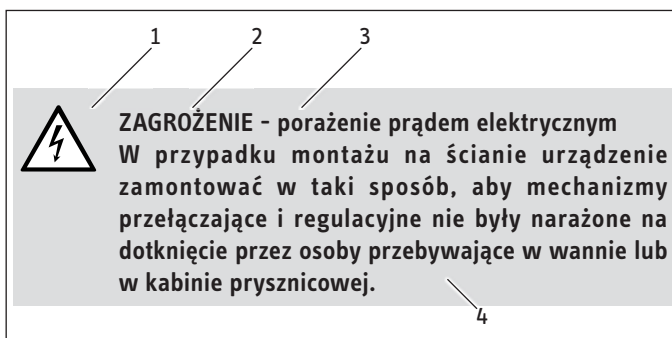 1 2 3
ZAGROŻENIE - porażenie prądem elektrycznym
W przypadku montażu na ścianie urządzenie
zamontować w taki sposób, aby mechanizmy
przełączające i regulacyjne nie były narażone na
dotknięcie przez osoby przebywające w wannie lub
w kabinie prysznicowej.
4